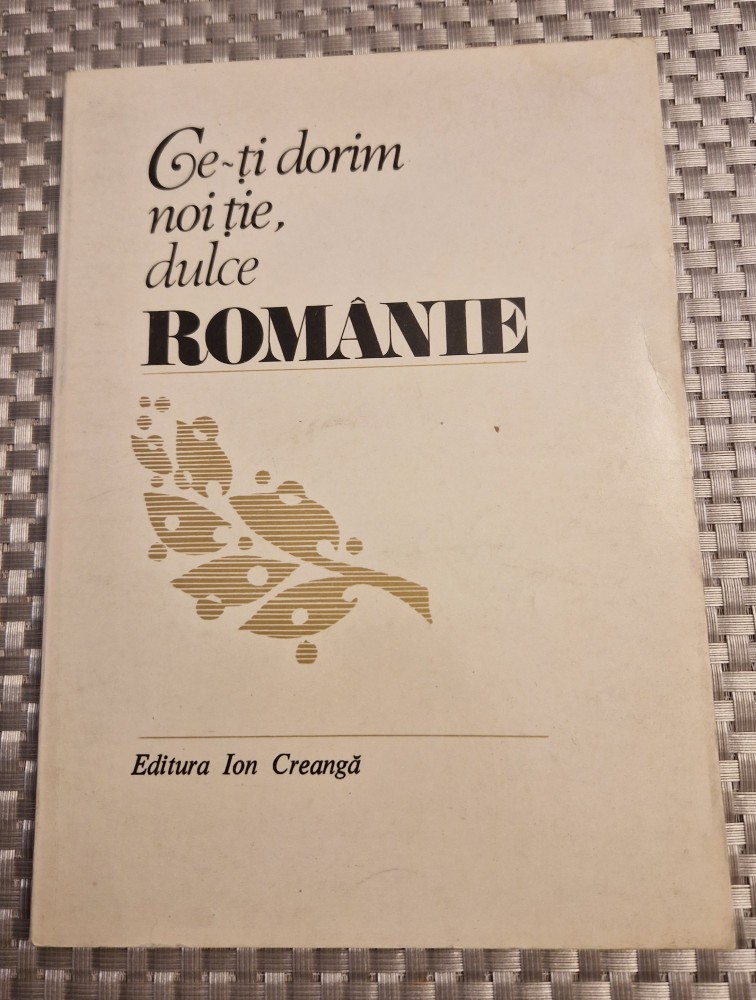 Ce-ți dorim
noi ție,
dulce
ROMÂNIE
Editura Ion Creangă